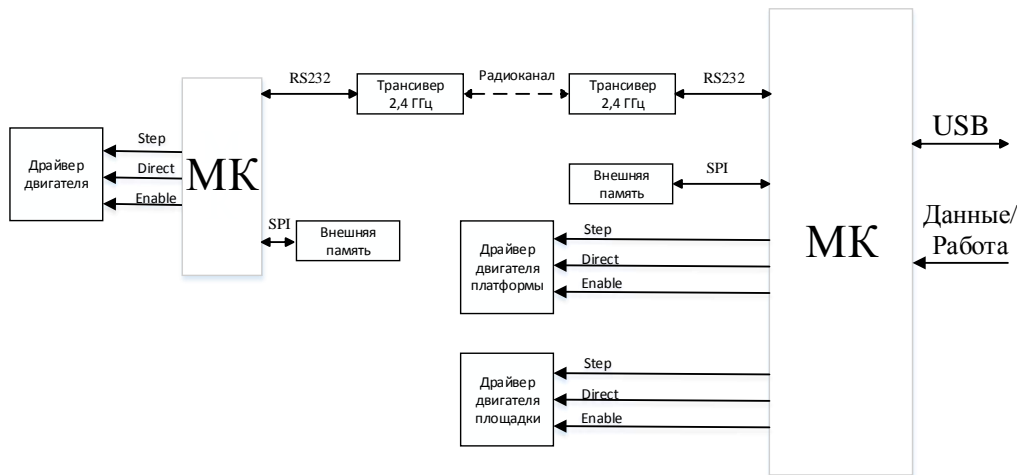 RS232
Трансивер
2,4 ГГц
Радиоканал
Трансивер
2,4 ГГц
RS232
Драйвер
двигателя
Step
Direct
Enable
МК
SPI
Внешняя
память
Внешняя
память
SPI
МК
USB
Данные/
Работа
Драйвер
двигателя
платформы
Step
Direct
Enable
Драйвер
двигателя
площадки
Step
Direct
Enable